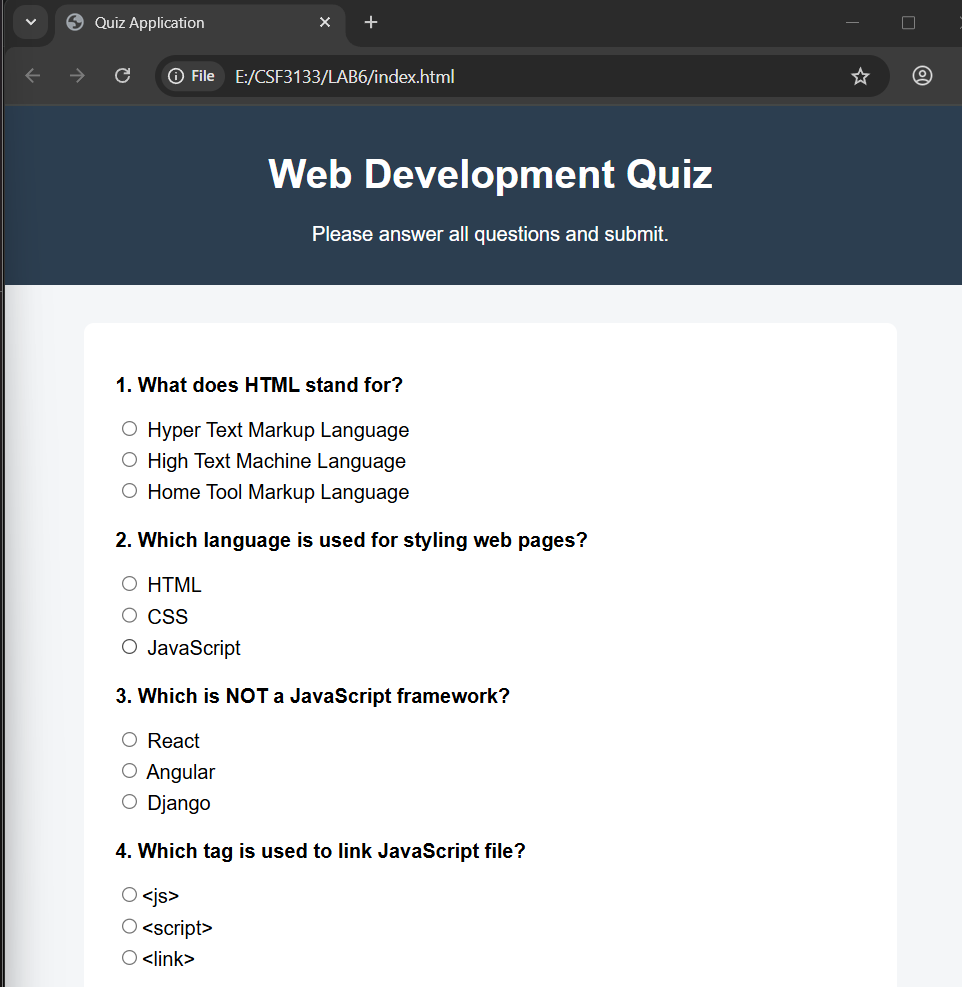 Quiz Application
File E:/CSF3133/LAB6/index.html
Web Development Quiz
Please answer all questions and submit.
1. What does HTML stand for?
Hyper Text Markup Language
High Text Machine Language
Home Tool Markup Language
2. Which language is used for styling web pages?
HTML
CSS
JavaScript
3. Which is NOT a JavaScript framework?
React
Angular
Django
4. Which tag is used to link JavaScript file?
<js>
<script>
<link>